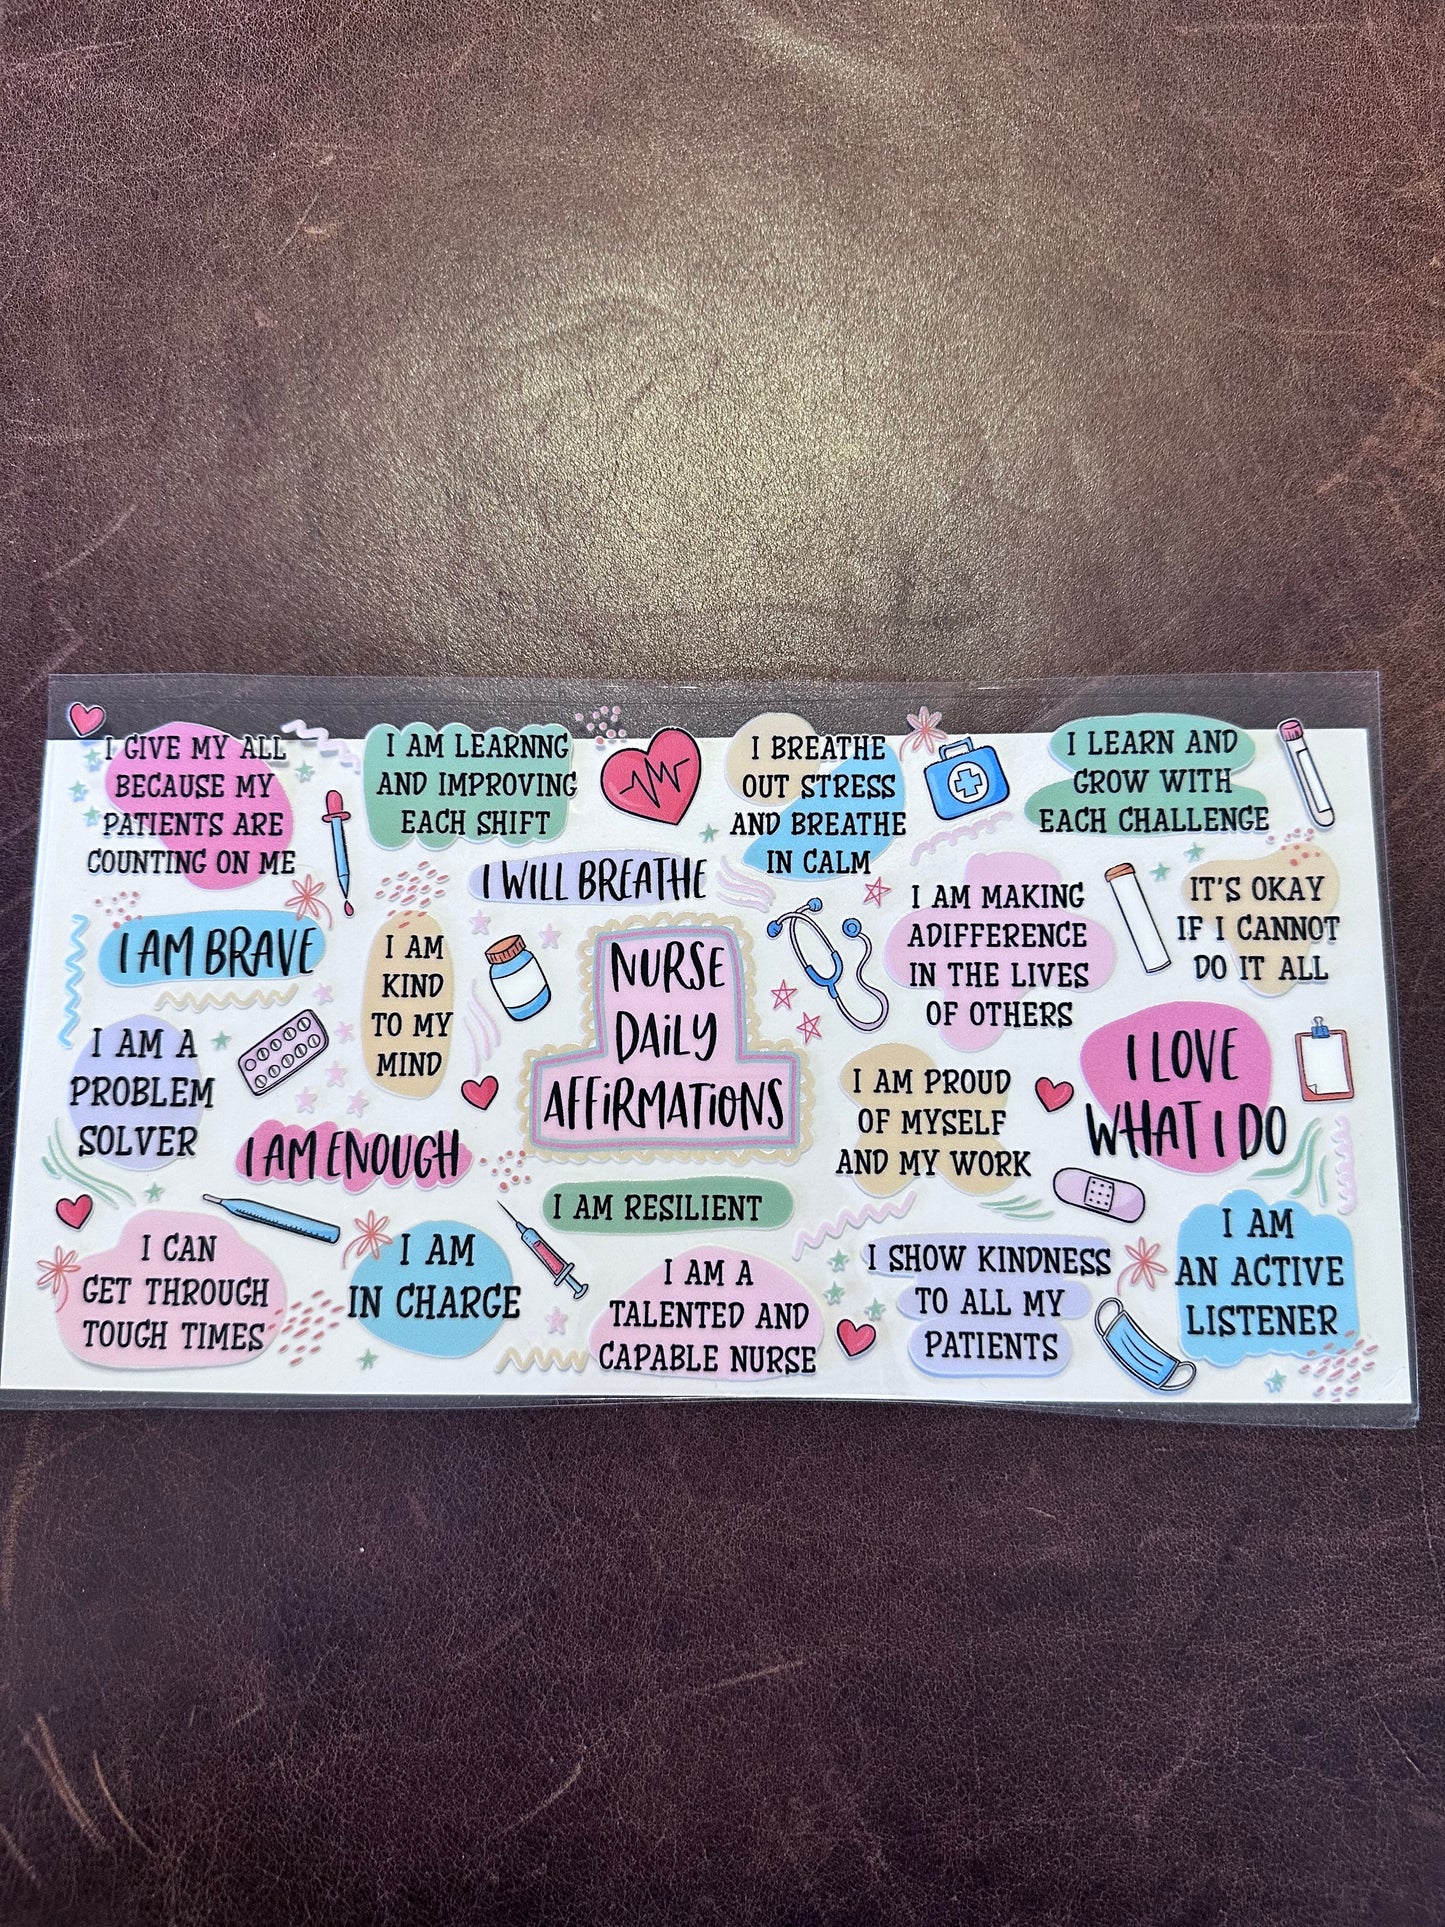 I GIVE MY ALL
BECAUSE MY
PATIENTS ARE
COUNTING ON ME
I AM LEARNNG
AND IMPROVING
EACH SHIFT
I BREATHE
OUT STRESS
AND BREATHE
IN CALM
I LEARN AND
GROW WITH
EACH CHALLENGE
I WILL BREATHE
I AM BRAVE
I AM
KIND
TO MY
MIND
NURSE
DAiLY
AFFiRMATiONS
I AM MAKING
ADIFFERENCE
IN THE LIVES
OF OTHERS
IT'S OKAY
IF I CANNOT
DO IT ALL
I AM A
PROBLEM
SOLVER
I AM ENOUGH
I AM PROUD
OF MYSELF
AND MY WORK
I LOVE
WHAT I DO
I AM RESILIENT
I CAN
GET THROUGH
TOUGH TIMES
I AM
IN CHARGE
I AM A
TALENTED AND
CAPABLE NURSE
I SHOW KINDNESS
TO ALL MY
PATIENTS
I AM
AN ACTIVE
LISTENER